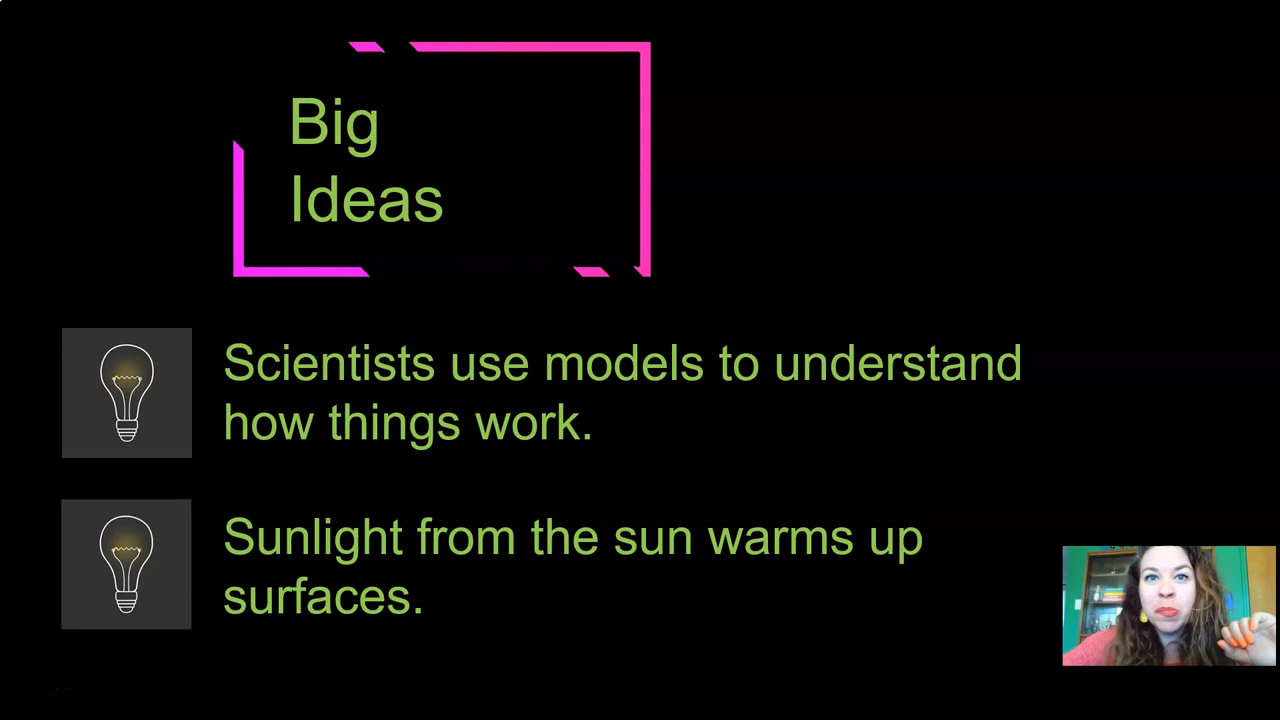 Big
Ideas
Scientists use models to understand
how things work.
Sunlight from the sun warms up
surfaces.